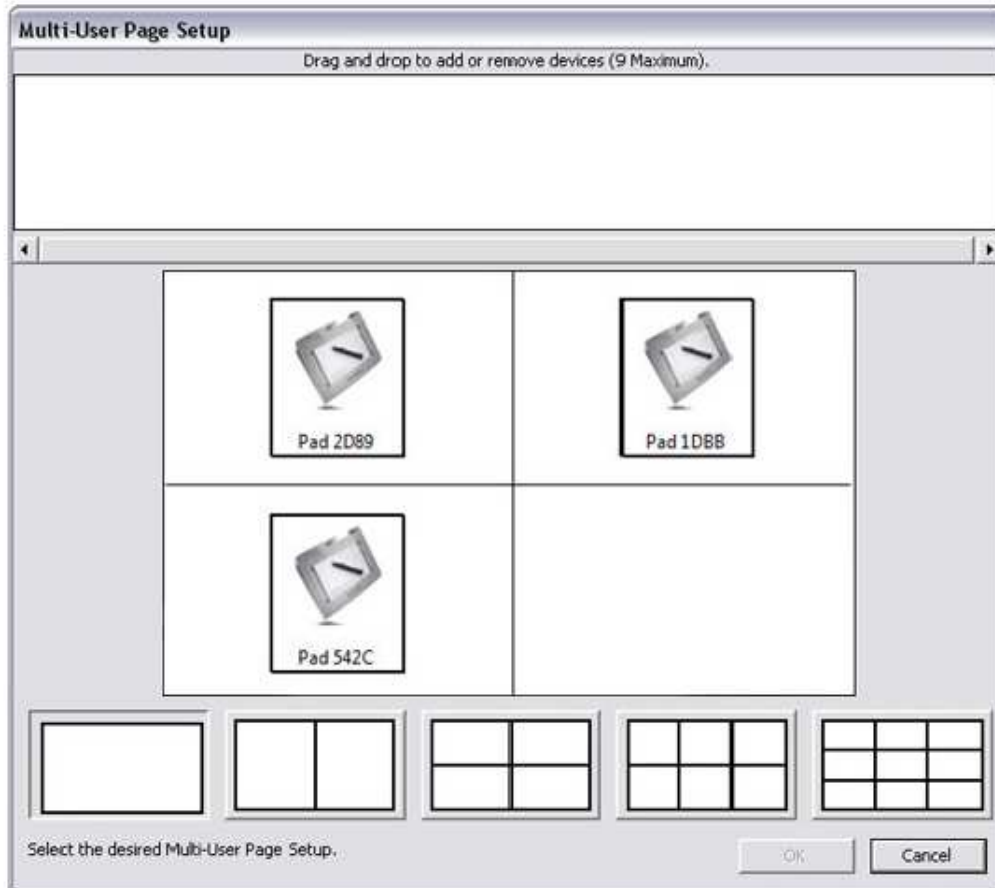 Multi-User Page Setup
Drag and drop to add or remove devices (9 Maximum).
Pad 2D89
Pad 1DBB
Pad 542C
Select the desired Multi-User Page Setup.
OK
Cancel